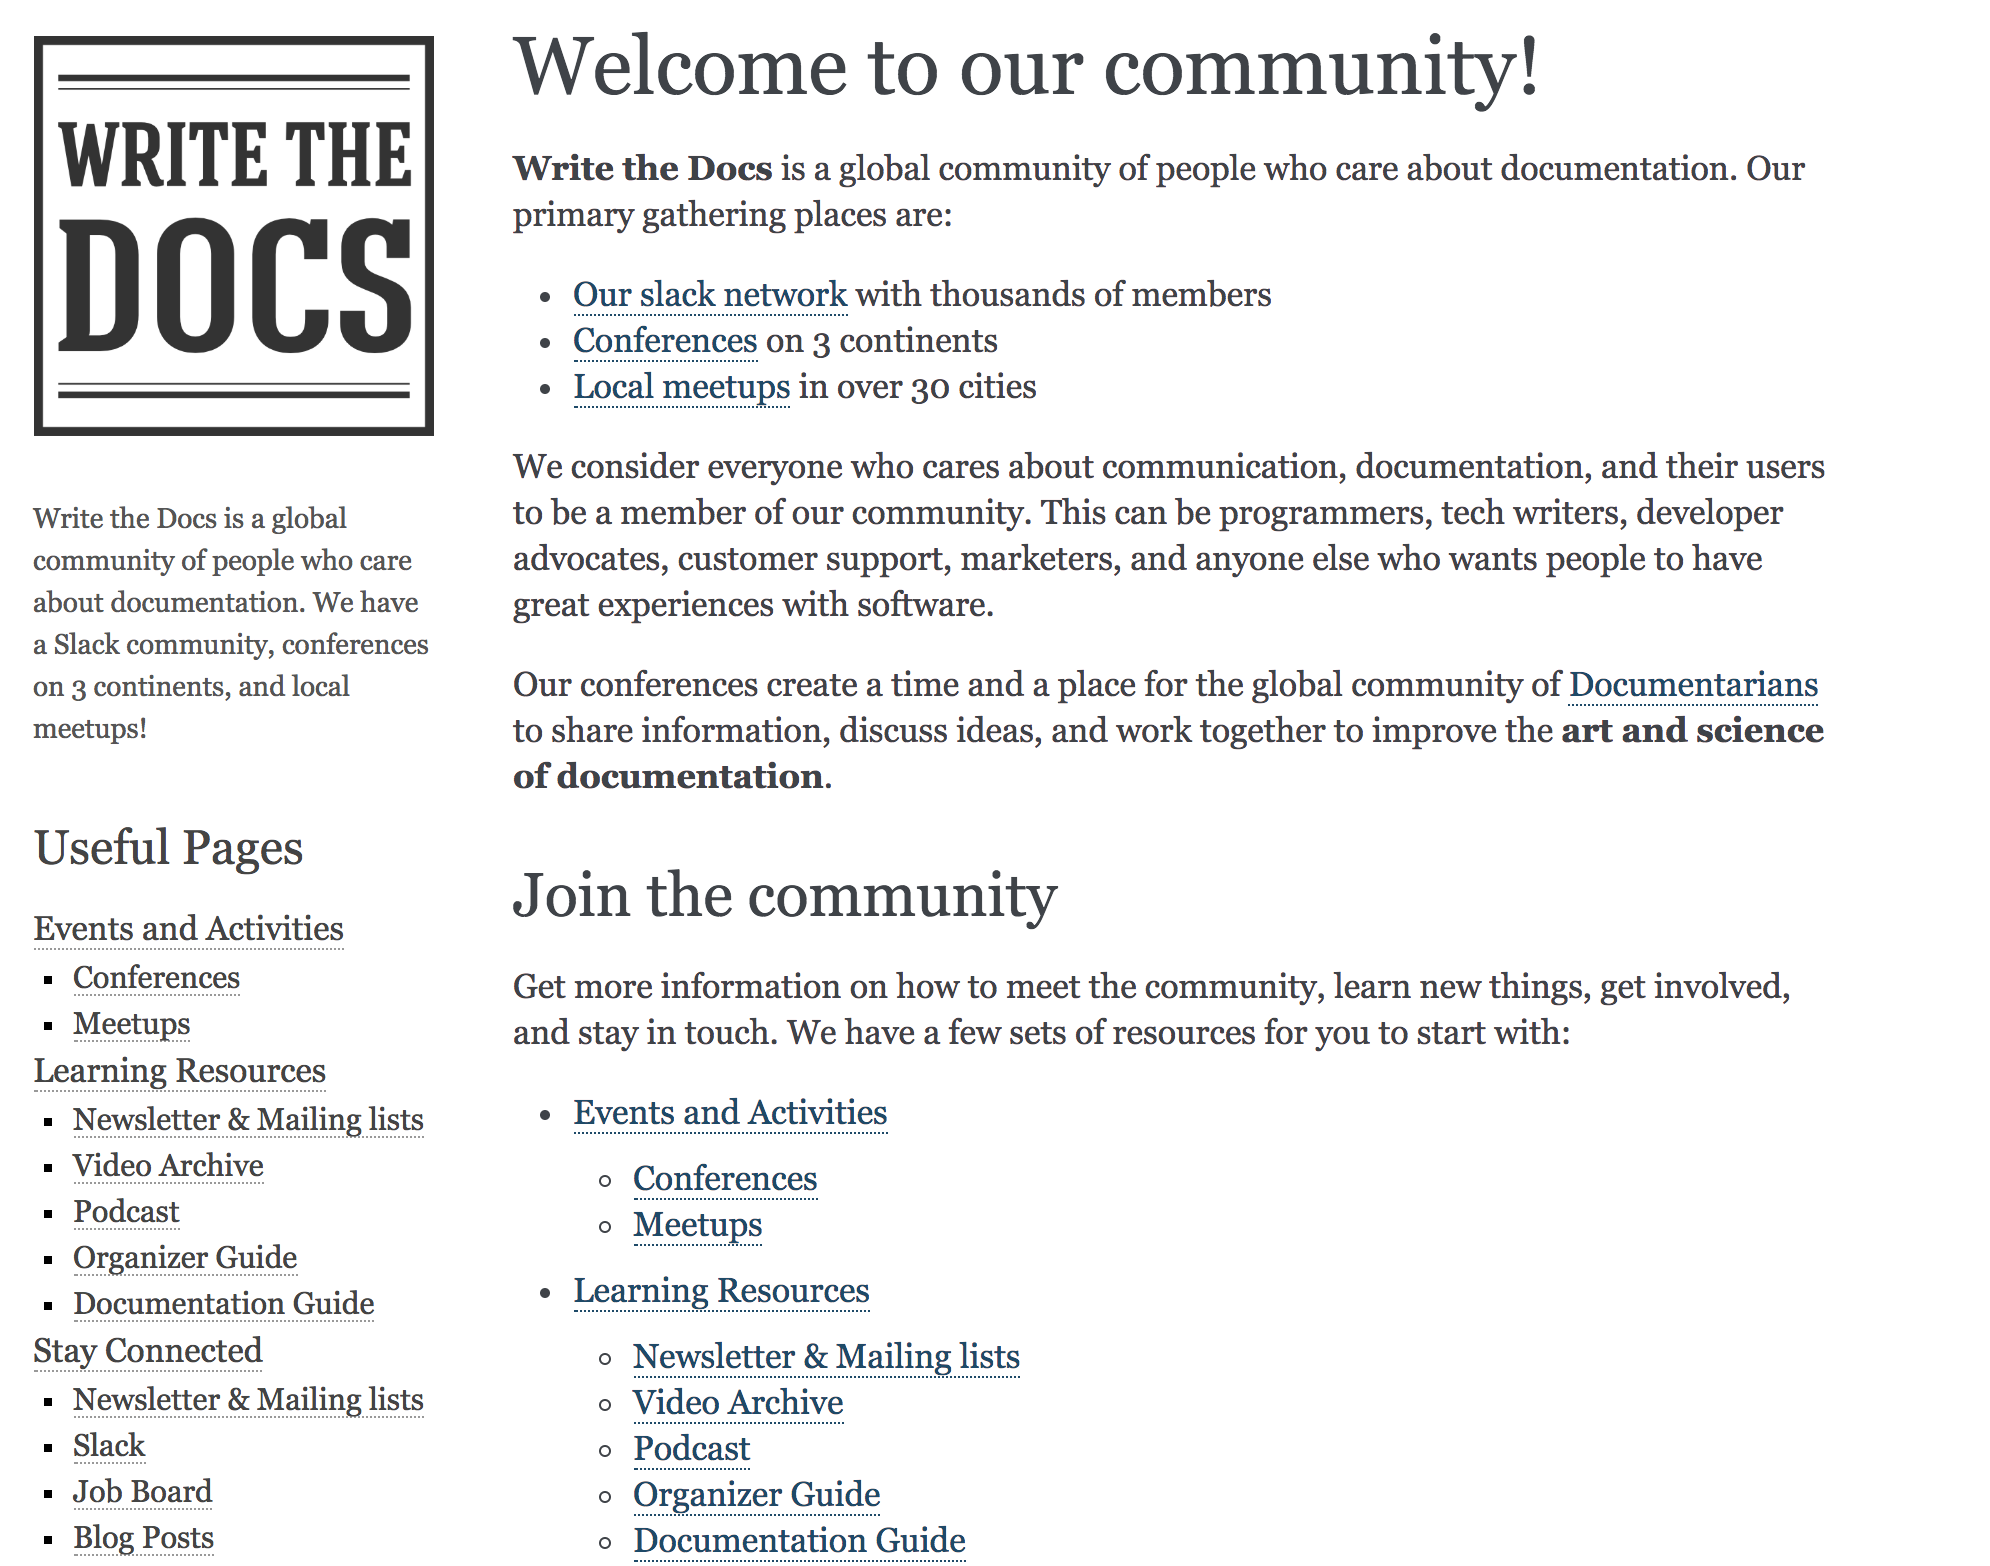 WRITE THE
DOCS
Write the Docs is a global
community of people who care
about documentation. We have
a Slack community, conferences
on 3 continents, and local
meetups!
Useful Pages
Events and Activities
Conferences
Meetups
Learning Resources
Newsletter & Mailing lists
Video Archive
Podcast
Organizer Guide
Documentation Guide
Stay Connected
Newsletter & Mailing lists
Slack
Job Board
Blog Posts
Welcome to our community!
Write the Docs is a global community of people who care about documentation. Our
primary gathering places are:
Our slack network with thousands of members
Conferences on 3 continents
Local meetups in over 30 cities
We consider everyone who cares about communication, documentation, and their users
to be a member of our community. This can be programmers, tech writers, developer
advocates, customer support, marketers, and anyone else who wants people to have
great experiences with software.
Our conferences create a time and a place for the global community of Documentarians
to share information, discuss ideas, and work together to improve the art and science
of documentation.
Join the community
Get more information on how to meet the community, learn new things, get involved,
and stay in touch. We have a few sets of resources for you to start with:
Events and Activities
Conferences
Meetups
Learning Resources
Newsletter & Mailing lists
Video Archive
Podcast
Organizer Guide
Documentation Guide